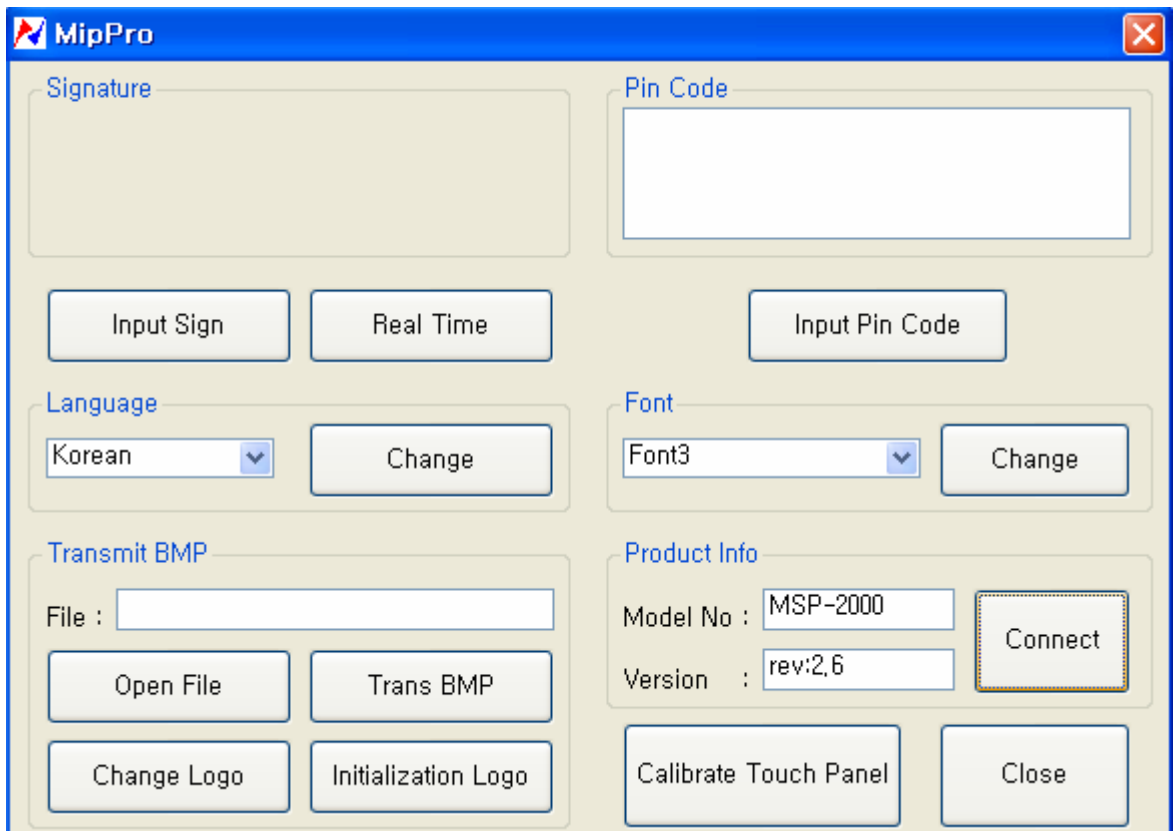 MipPro
Signature
Pin Code
Input Sign
Real Time
Input Pin Code
Language
Korean
Change
Font
Font3
Change
Transmit BMP
File :
Open File
Trans BMP
Change Logo
Initialization Logo
Product Info
Model No : MSP-2000
Version : rev:2,6
Connect
Calibrate Touch Panel
Close